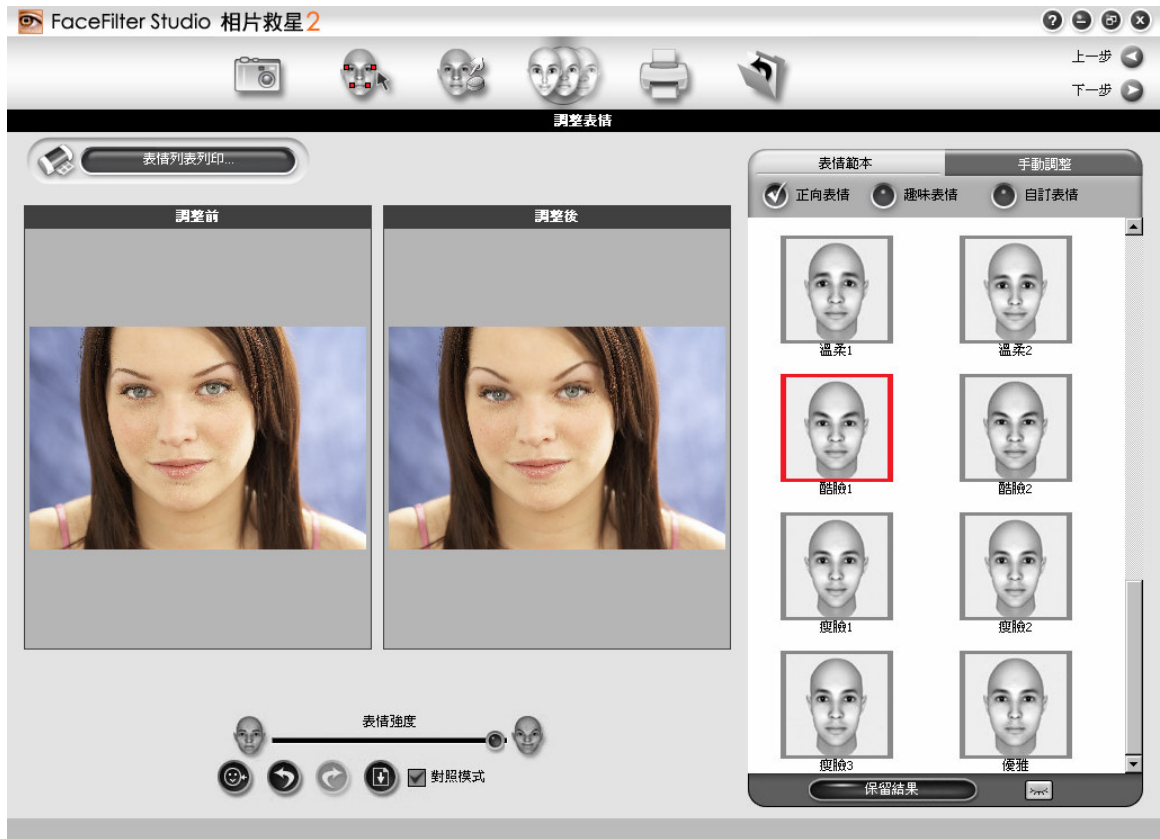 FaceFilter Studio 相片救星2
上一步
下一步
調整表情
表情列表列印...
調整前
調整後
表情強度
對照模式
表情範本
手動調整
正向表情
趣味表情
自訂表情
溫柔1
溫柔2
酷臉1
酷臉2
瘦臉1
瘦臉2
瘦臉3
優雅
保留結果